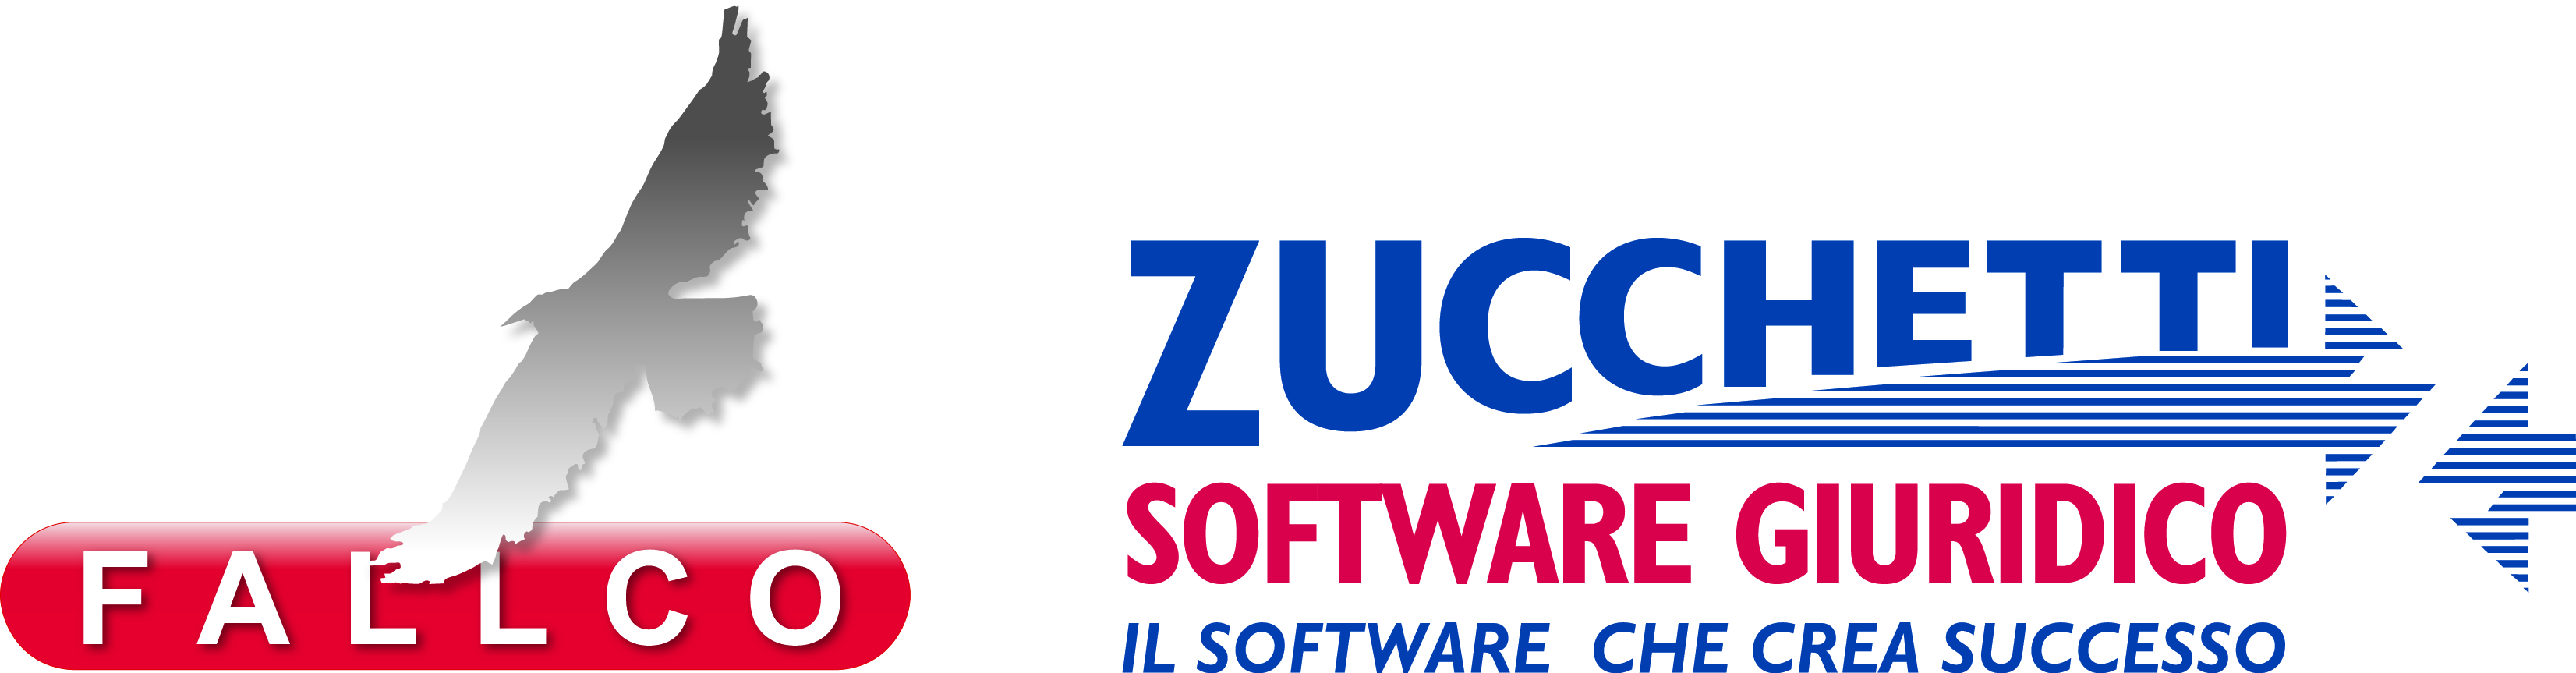 FALLCO
ZUCCHETTI
SOFTWARE GIURIDICO
IL SOFTWARE CHE CREA SUCCESSO